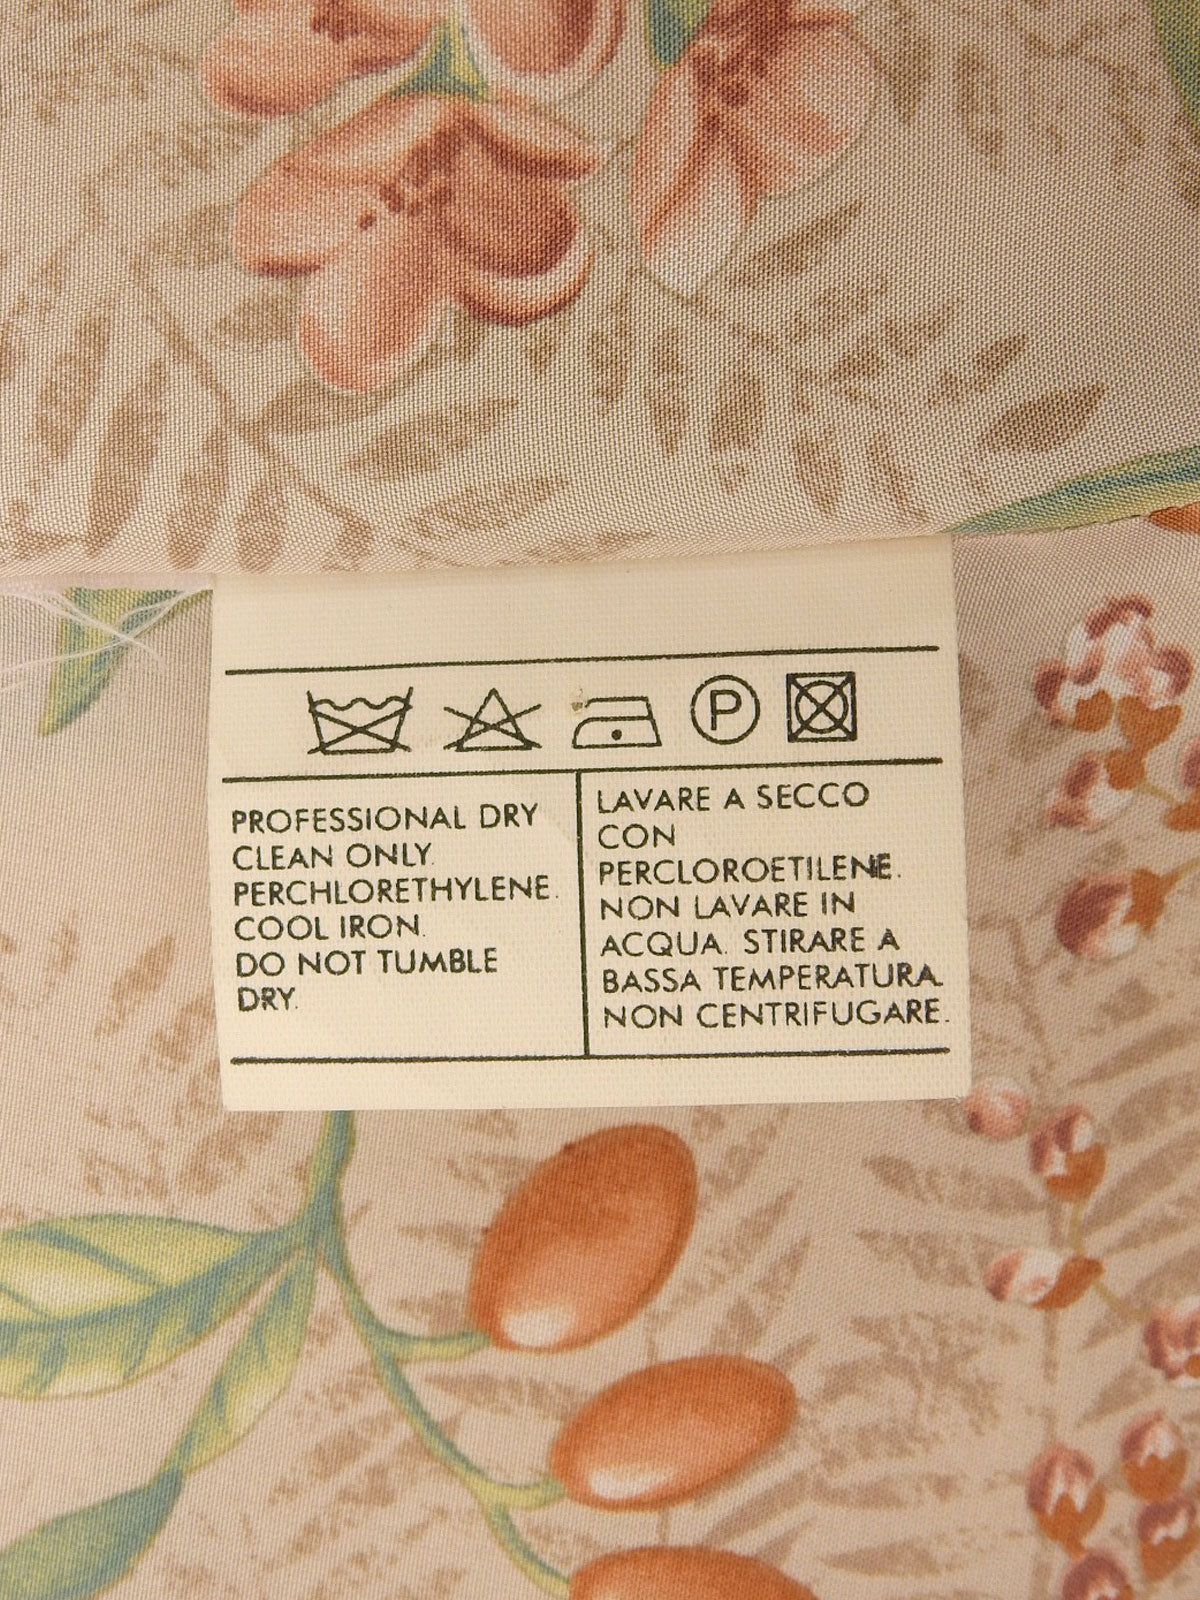 P
PROFESSIONAL DRY
CLEAN ONLY.
PERCHLORETHYLENE.
COOL IRON.
DO NOT TUMBLE
DRY.
LAVARE A SECCO
CON
PERCLOROETILENE.
NON LAVARE IN
ACQUA. STIRARE A
BASSA TEMPERATURA.
NON CENTRIFUGARE.